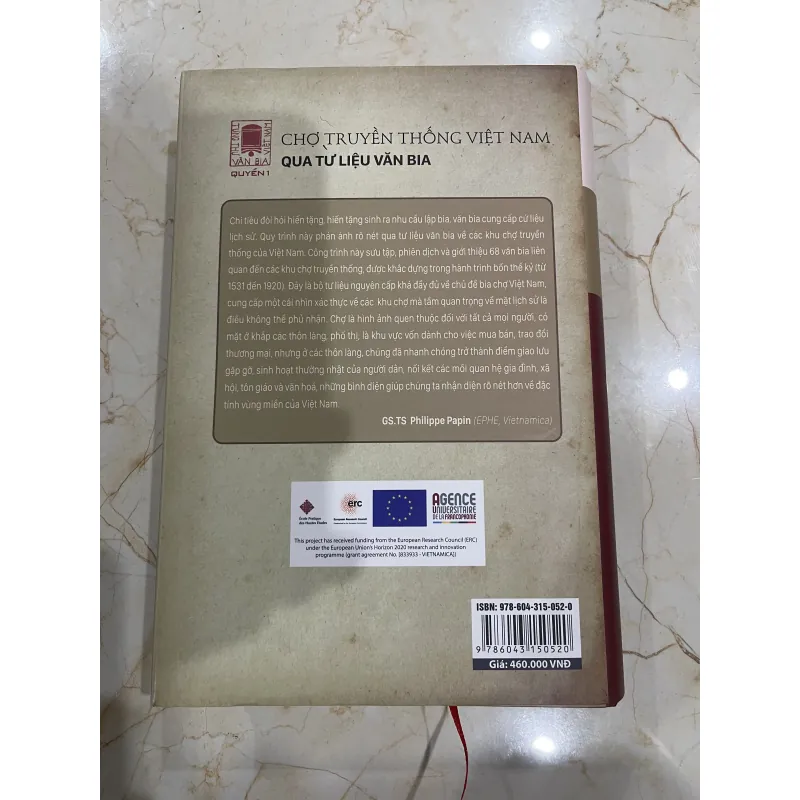 TÙNG THƯ
VĂN BIA
VIỆT NAM
QUYỂN 1
CHỢ TRUYỀN THỐNG VIỆT NAM
QUA TƯ LIỆU VĂN BIA
Chi tiêu đòi hỏi hiến tặng, hiến tặng sinh ra nhu cầu lập bia, văn bia cung cấp cứ liệu
lịch sử. Quy trình này phản ánh rõ nét qua tư liệu văn bia về các khu chợ truyền
thống của Việt Nam. Công trình này sưu tập, phiên dịch và giới thiệu 68 văn bia liên
quan đến các khu chợ truyền thống, được khắc dựng trong hành trình bốn thế kỷ (từ
1531 đến 1920). Đây là bộ tư liệu nguyên cấp khá đầy đủ về chủ đề bia chợ Việt Nam,
cung cấp một cái nhìn xác thực về các khu chợ mà tầm quan trọng về mặt lịch sử là
điều không thể phủ nhận. Chợ là hình ảnh quen thuộc đối với tất cả mọi người, có
mặt ở khắp các thôn làng, phố thị, là khu vực vốn dành cho việc mua bán, trao đổi
thương mại, nhưng ở các thôn làng, chúng đã nhanh chóng trở thành điểm giao lưu
gặp gỡ, sinh hoạt thường nhật của người dân, nối kết các mối quan hệ gia đình, xã
hội, tôn giáo và văn hoá, những bình diện giúp chúng ta nhận diện rõ nét hơn về đặc
tính vùng miền của Việt Nam.
GS.TS Philippe Papin (EPHE, Vietnamica)
Ecole Pratique
des Hautes Etudes
erc
European Research Council
AGENCE
UNIVERSITAIRE
DE LA FRANCOPHONIE
This project has received funding from the European Research Council (ERC)
under the European Union's Horizon 2020 research and innovation
programme (grant agreement No. [833933 - VIETNAMICA])
ISBN: 978-604-315-052-0
9 786043 150520
Giá: 460.000 VNĐ